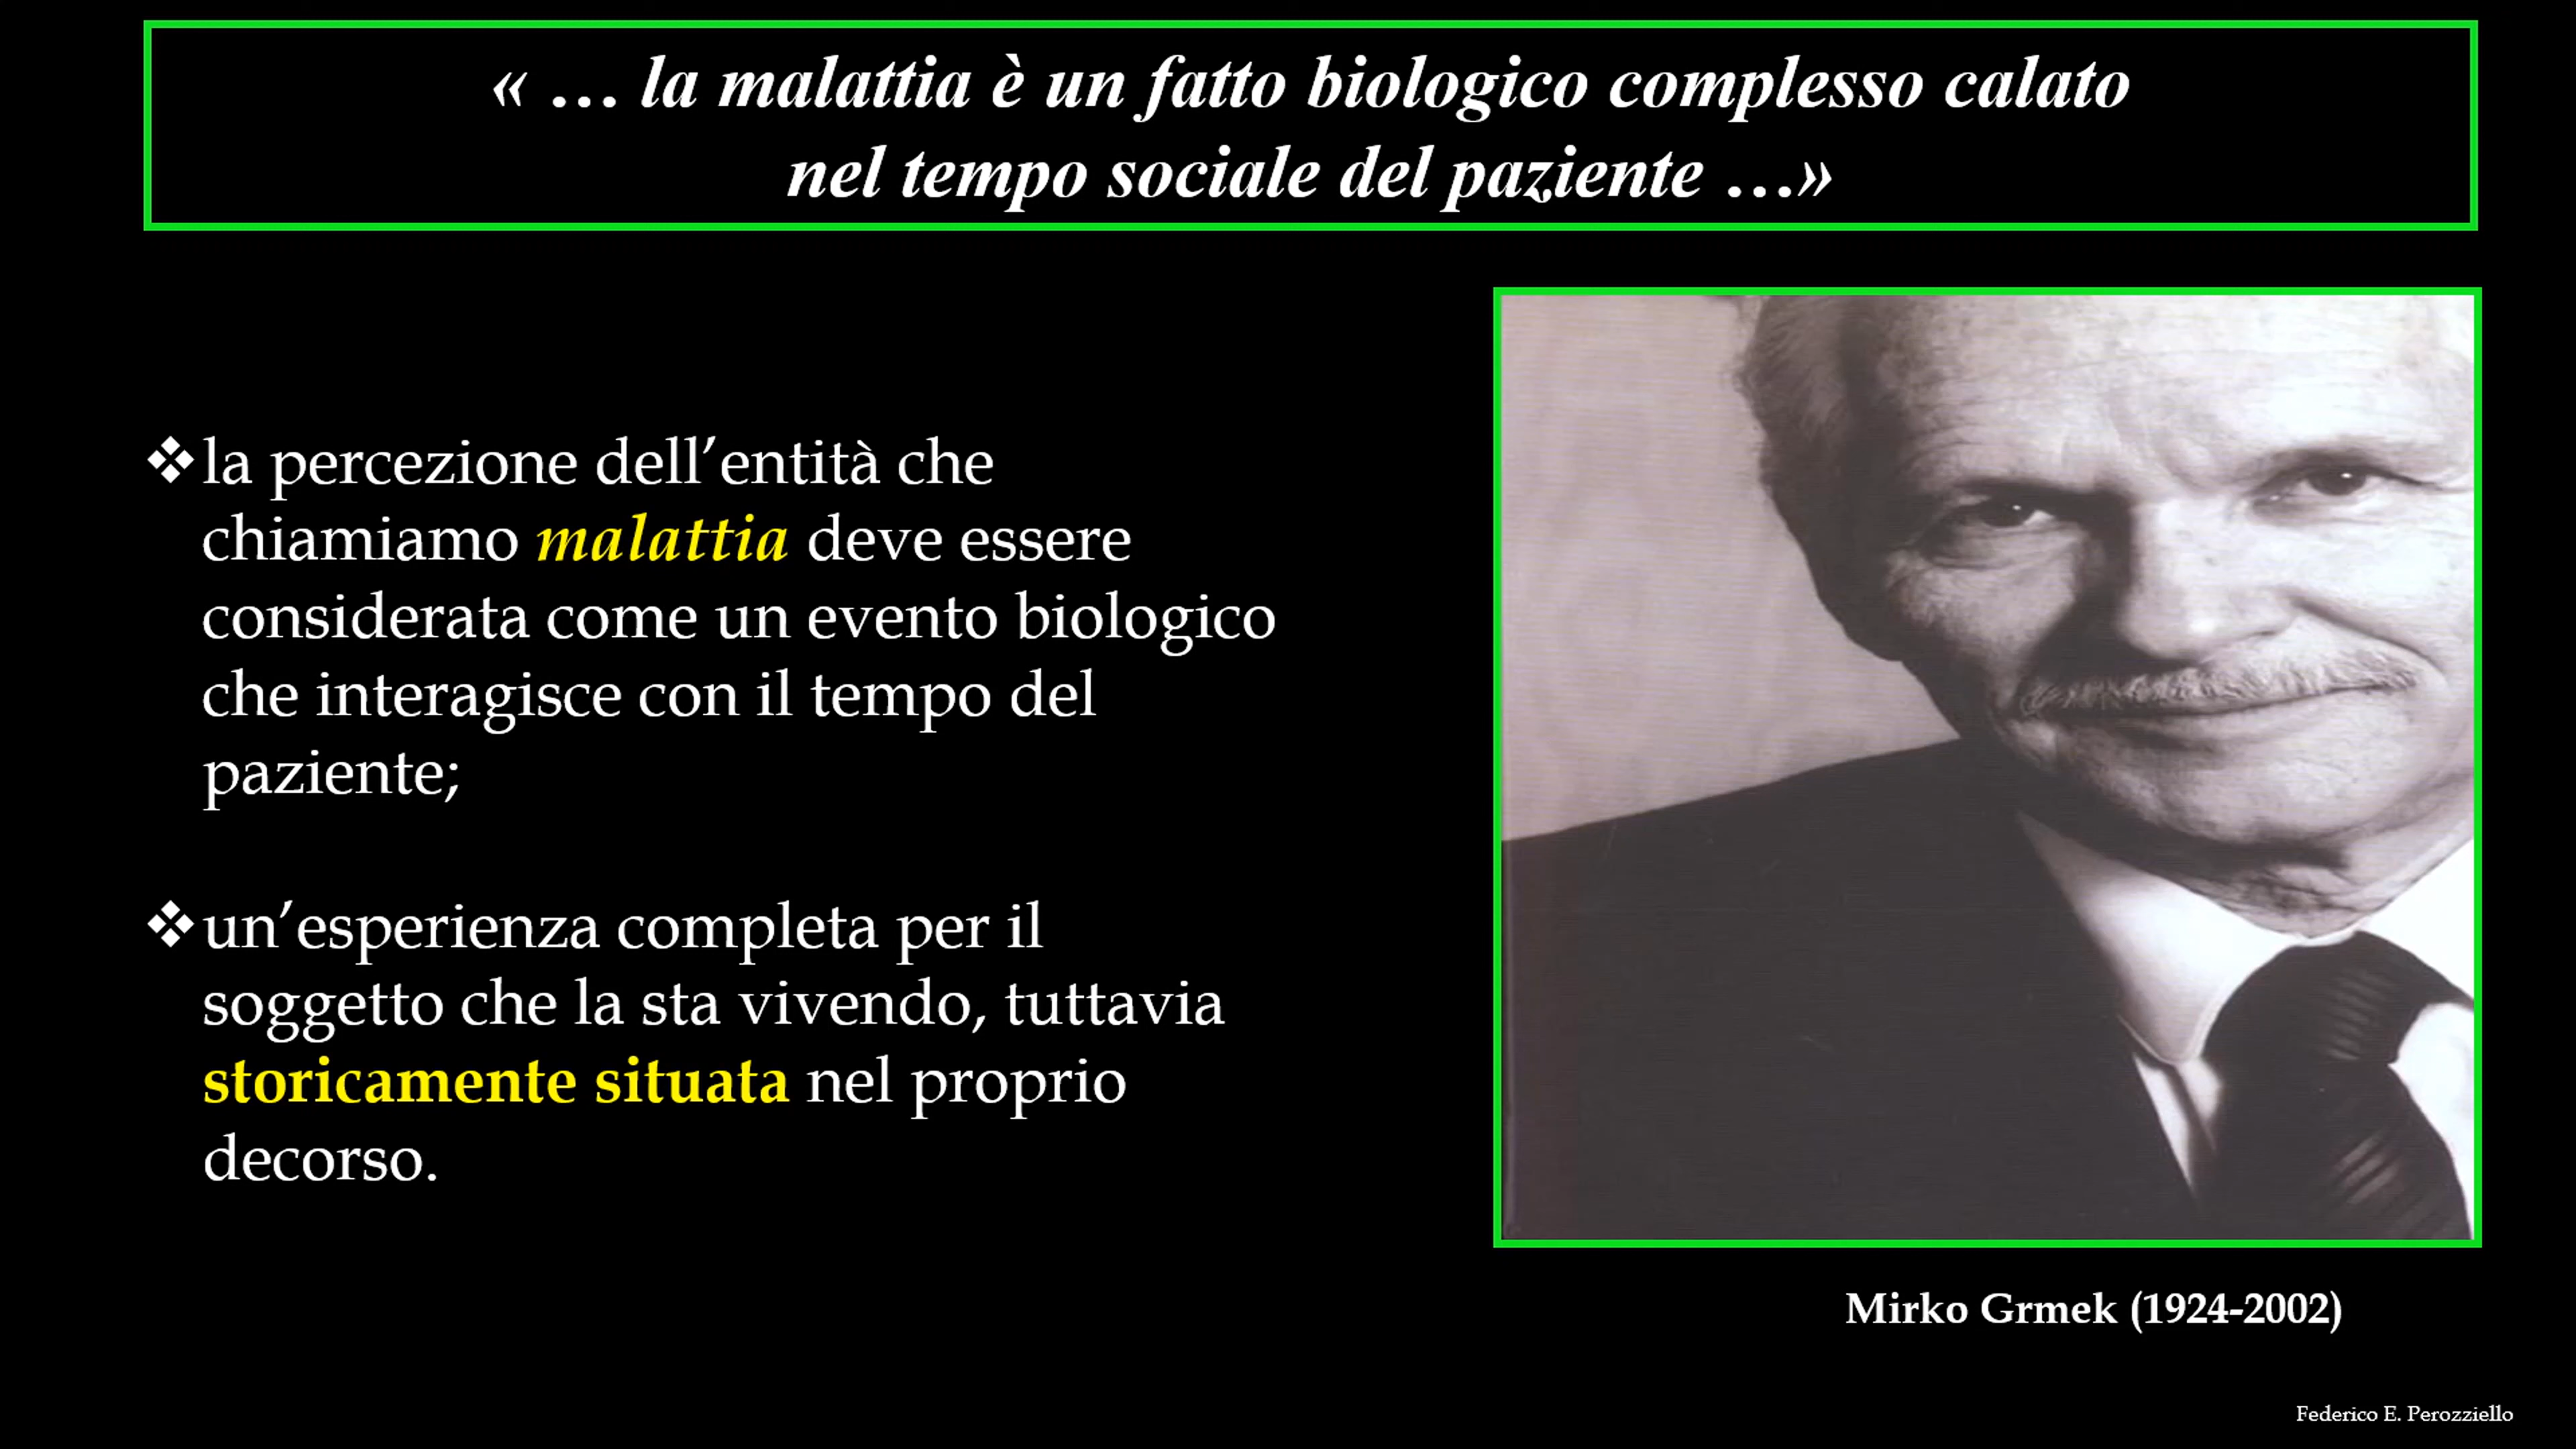 « … la malattia è un fatto biologico complesso calato
nel tempo sociale del paziente …»
❖la percezione dell’entità che
chiamiamo malattia deve essere
considerata come un evento biologico
che interagisce con il tempo del
paziente;
❖un’esperienza completa per il
soggetto che la sta vivendo, tuttavia
storicamente situata nel proprio
decorso.
Mirko Grmek (1924-2002)
Federico E. Perozziello